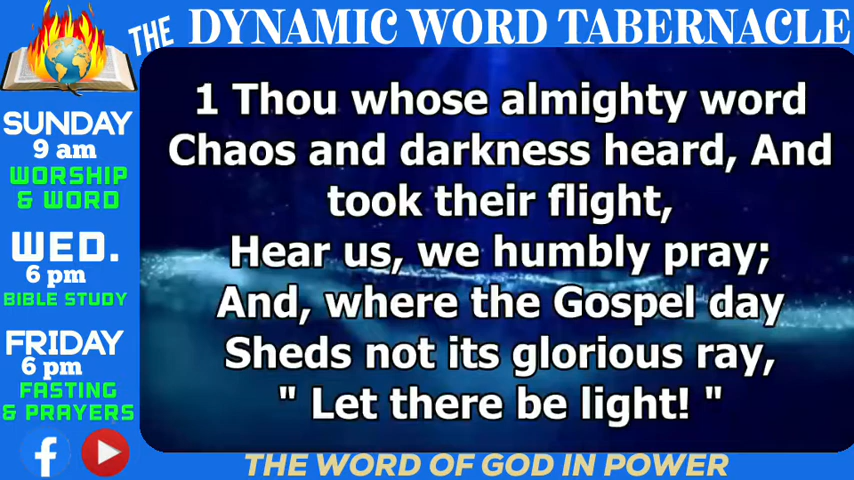 THE DYNAMIC WORD TABERNACLE
SUNDAY
9 am
WORSHIP
& WORD
WED.
6 pm
BIBLE STUDY
FRIDAY
6 pm
FASTING
& PRAYERS
1 Thou whose almighty word
Chaos and darkness heard, And
took their flight,
Hear us, we humbly pray;
And, where the Gospel day
Sheds not its glorious ray,
" Let there be light! "
THE WORD OF GOD IN POWER